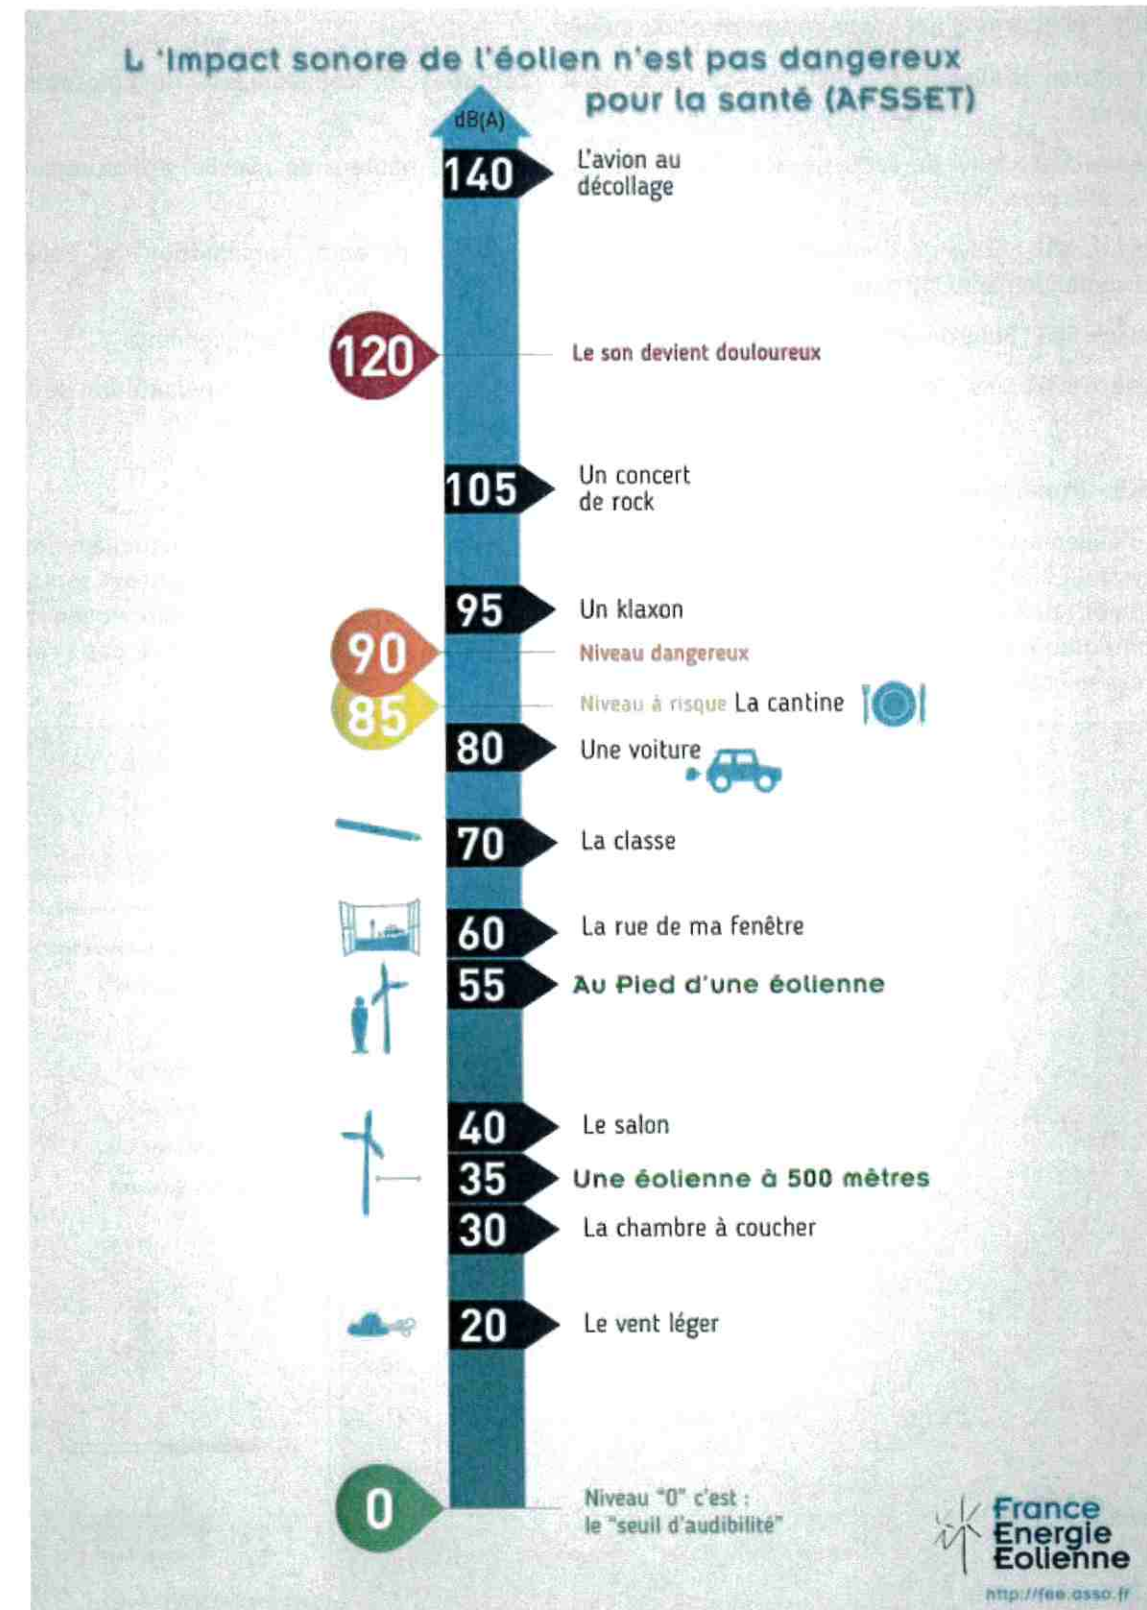 L 'Impact sonore de l'éolien n'est pas dangereux
pour la santé (AFSSET)
dB(A)
140 L'avion au
décollage
120 Le son devient douloureux
105 Un concert
de rock
95 Un klaxon
90 Niveau dangereux
85 Niveau à risque La cantine
80 Une voiture
70 La classe
60 La rue de ma fenêtre
55 Au Pied d'une éolienne
40 Le salon
35 Une éolienne à 500 mètres
30 La chambre à coucher
20 Le vent léger
0 Niveau "0" c'est :
le "seuil d'audibilité"
France
Energie
Eolienne
http://fee.asso.fr